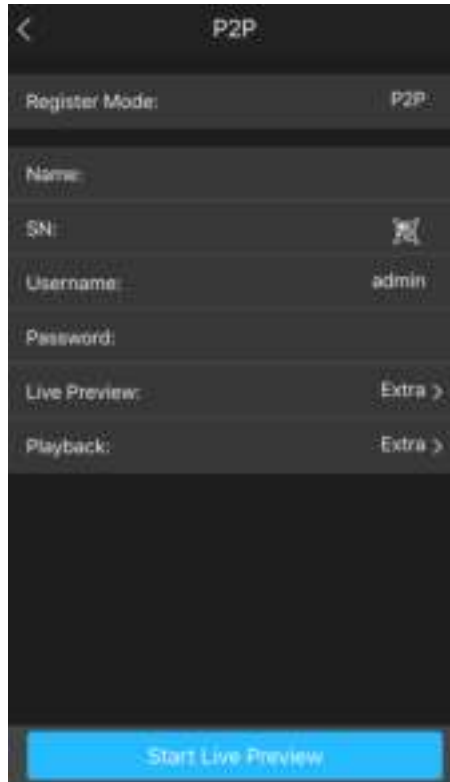 P2P
Register Mode: P2P
Name:
SN:
Username: admin
Password:
Live Preview: Extra
Playback: Extra
Start Live Preview